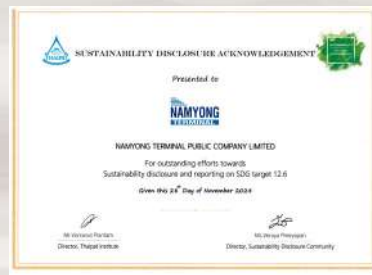 THAIPAT
SUSTAINABILITY DISCLOSURE ACKNOWLEDGEMENT
Presented to
NAMYONG
TERMINAL
NAMYONG TERMINAL PUBLIC COMPANY LIMITED
For outstanding efforts towards
Sustainability disclosure and reporting on SDG target 12.6
Given this 26th Day of November 2024
Director, Thaipat Institute
Director, Sustainability Disclosure Community